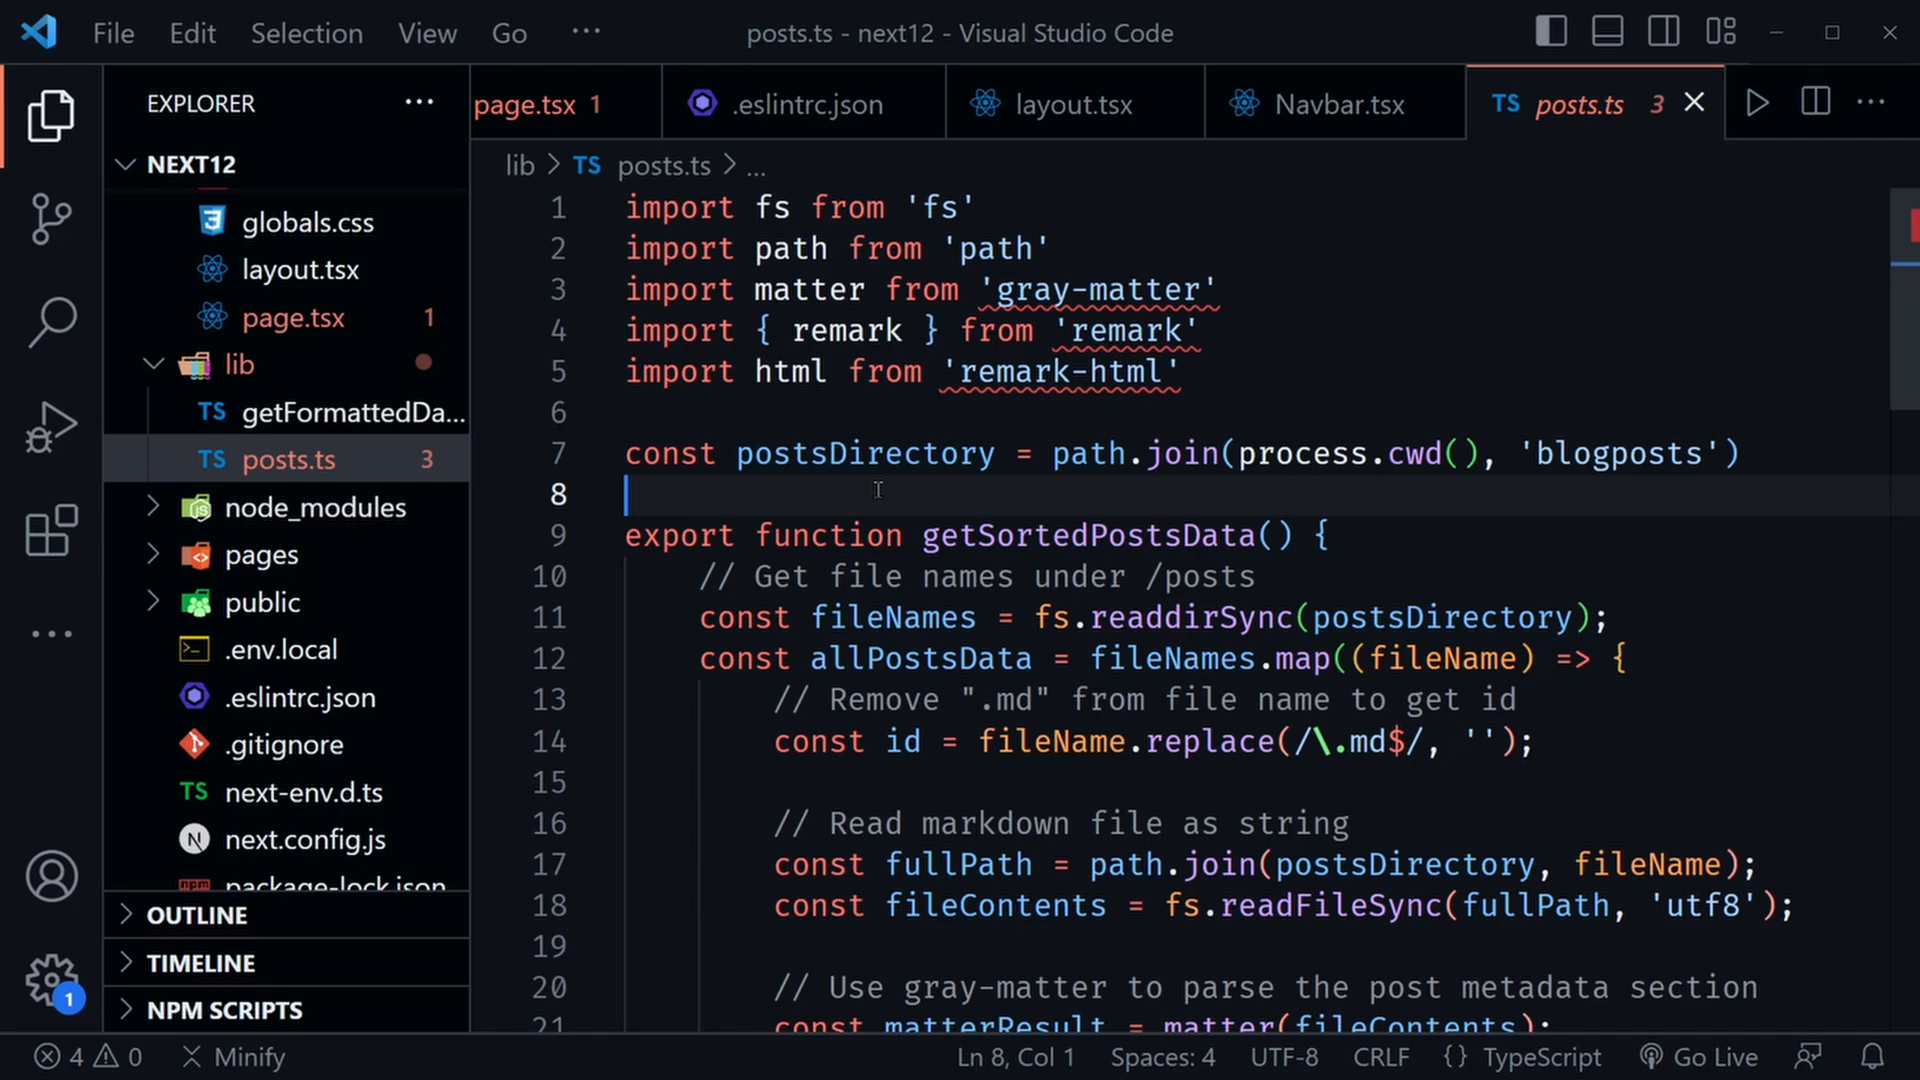 File Edit Selection View Go ··· posts.ts - next12 - Visual Studio Code
EXPLORER ···
page.tsx 1 .eslintrc.json layout.tsx Navbar.tsx TS posts.ts 3 ···
NEXT12
globals.css
layout.tsx
page.tsx 1
lib
TS getFormattedDa...
TS posts.ts 3
node_modules
pages
public
.env.local
.eslintrc.json
.gitignore
TS next-env.d.ts
N next.config.js
npm package-lock.json
OUTLINE
TIMELINE
NPM SCRIPTS
1
lib > TS posts.ts > ...
1 import fs from 'fs'
2 import path from 'path'
3 import matter from 'gray-matter'
4 import { remark } from 'remark'
5 import html from 'remark-html'
6
7 const postsDirectory = path.join(process.cwd(), 'blogposts')
8
9 export function getSortedPostsData() {
10 // Get file names under /posts
11 const fileNames = fs.readdirSync(postsDirectory);
12 const allPostsData = fileNames.map((fileName) => {
13 // Remove ".md" from file name to get id
14 const id = fileName.replace(/\.md$/, '');
15
16 // Read markdown file as string
17 const fullPath = path.join(postsDirectory, fileName);
18 const fileContents = fs.readFileSync(fullPath, 'utf8');
19
20 // Use gray-matter to parse the post metadata section
21 const matterResult = matter(fileContents);
4 0 Minify Ln 8, Col 1 Spaces: 4 UTF-8 CRLF {} TypeScript Go Live